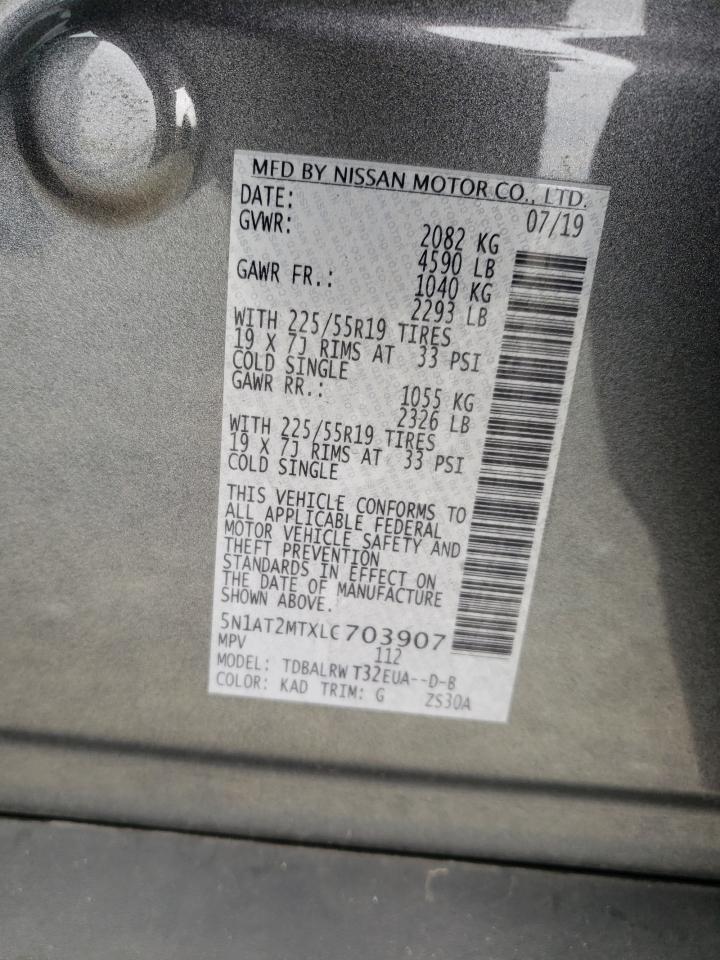 MFD BY NISSAN MOTOR CO., LTD.
DATE: 07/19
GVWR: 2082 KG
4590 LB
GAWR FR.: 1040 KG
2293 LB
WITH 225/55R19 TIRES
19 X 7J RIMS AT 33 PSI
COLD SINGLE
GAWR RR.: 1055 KG
2326 LB
WITH 225/55R19 TIRES
19 X 7J RIMS AT 33 PSI
COLD SINGLE
THIS VEHICLE CONFORMS TO
ALL APPLICABLE FEDERAL
MOTOR VEHICLE SAFETY AND
THEFT PREVENTION
STANDARDS IN EFFECT ON
THE DATE OF MANUFACTURE
SHOWN ABOVE.
5N1AT2MTXLC703907
MPV 112
MODEL: TDBALRW T32EUA--D-B
COLOR: KAD TRIM: G ZS30A